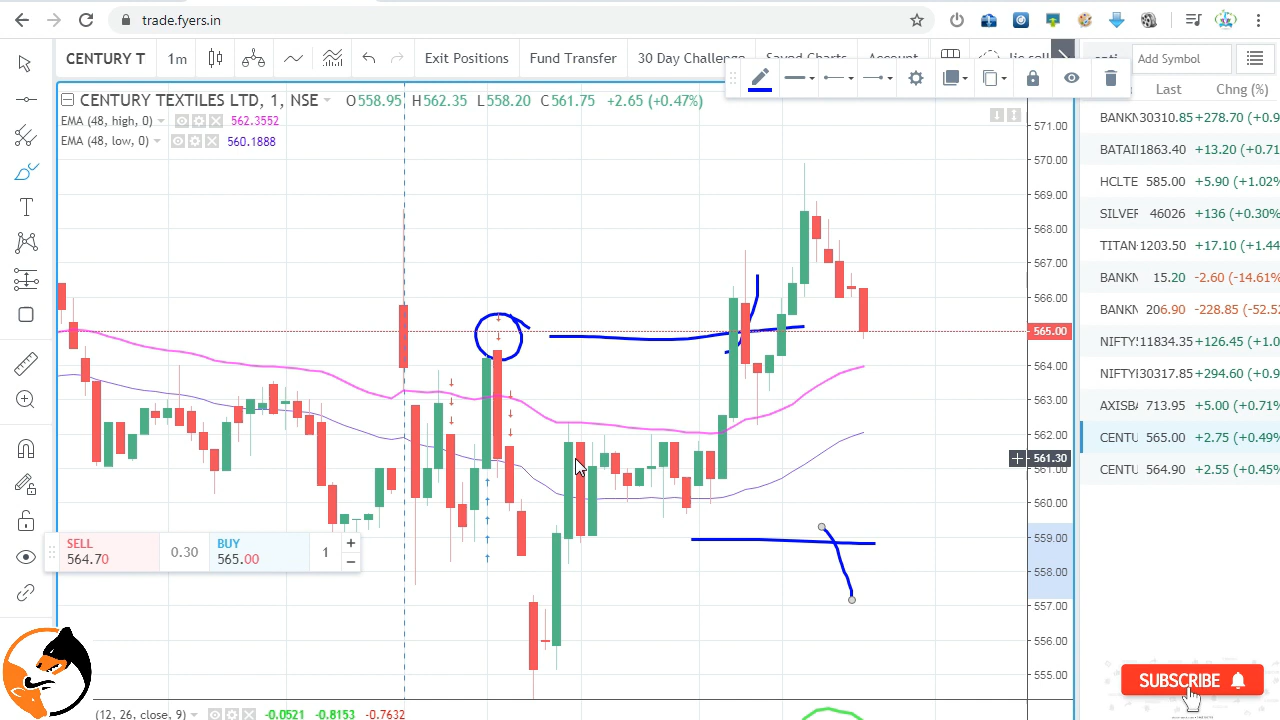 trade.fyers.in
CENTURY T 1m Exit Positions Fund Transfer 30 Day Challenge Saved Charts Account Add Symbol
Last Chng (%)
CENTURY TEXTILES LTD, 1, NSE O558.95 H562.35 L558.20 C561.75 +2.65 (+0.47%)
EMA (48, high, 0) 562.3552
EMA (48, low, 0) 560.1888
571.00
570.00
569.00
568.00
567.00
566.00
565.00
564.00
563.00
562.00
561.30
561.00
560.00
559.00
558.00
557.00
556.00
555.00
BANKN 30310.85 +278.70 (+0.9
BATAI 1863.40 +13.20 (+0.71
HCLTE 585.00 +5.90 (+1.02%
SILVER 46026 +136 (+0.30%
TITAN 1203.50 +17.10 (+1.44
BANKN 15.20 -2.60 (-14.61%
BANKN 206.90 -228.85 (-52.52
NIFTY 11834.35 +126.45 (+1.0
NIFTY 30317.85 +294.60 (+0.9
AXISBA 713.95 +5.00 (+0.71%
CENTU 565.00 +2.75 (+0.49%
CENTU 564.90 +2.55 (+0.45%
SELL BUY
564.70 0.30 565.00 1
(12, 26, close, 9) -0.0521 -0.8153 -0.7632
SUBSCRIBE